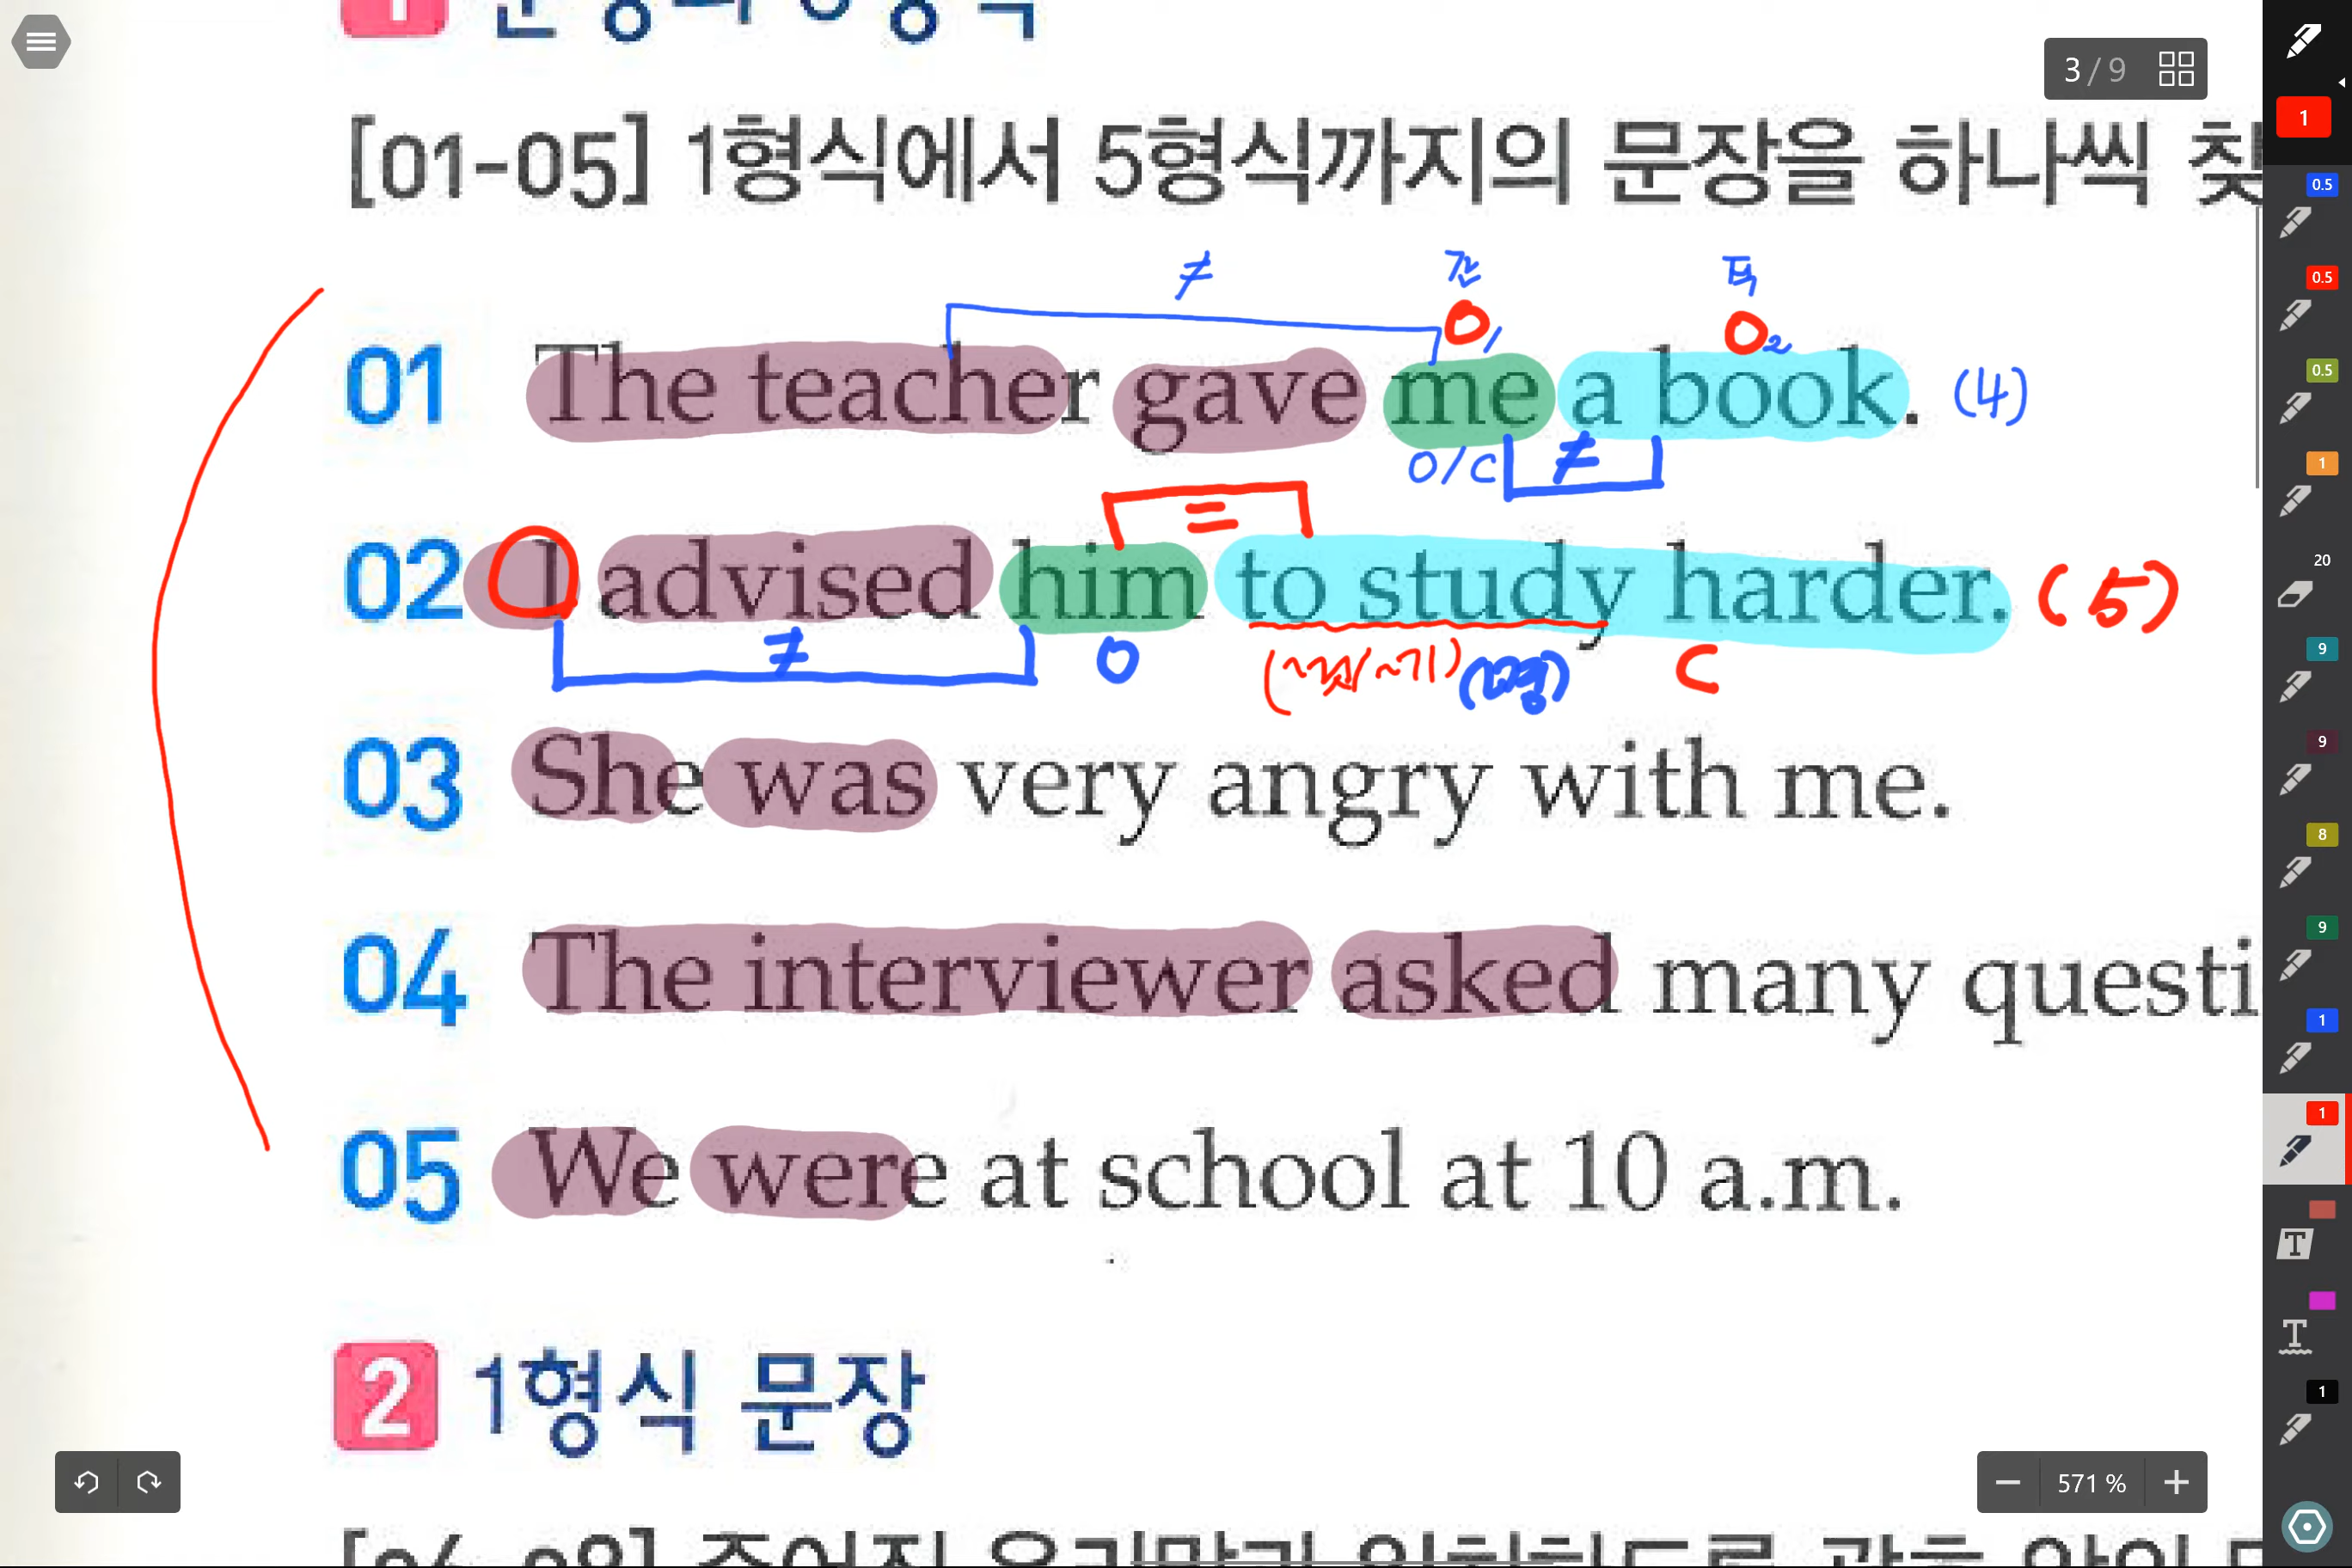 3 / 9
1
[01-05] 1형식에서 5형식까지의 문장을 하나씩
≠ 간 직
O1 O2
01 The teacher gave me a book. (4)
O/C ≠
=
02 I advised him to study harder. (5)
≠ O (~것/~기) C
03 She was very angry with me.
04 The interviewer asked many questi
05 We were at school at 10 a.m.
2 1형식 문장
571 %
1
0.5
0.5
0.5
1
20
9
9
8
9
1
1
T
T
1